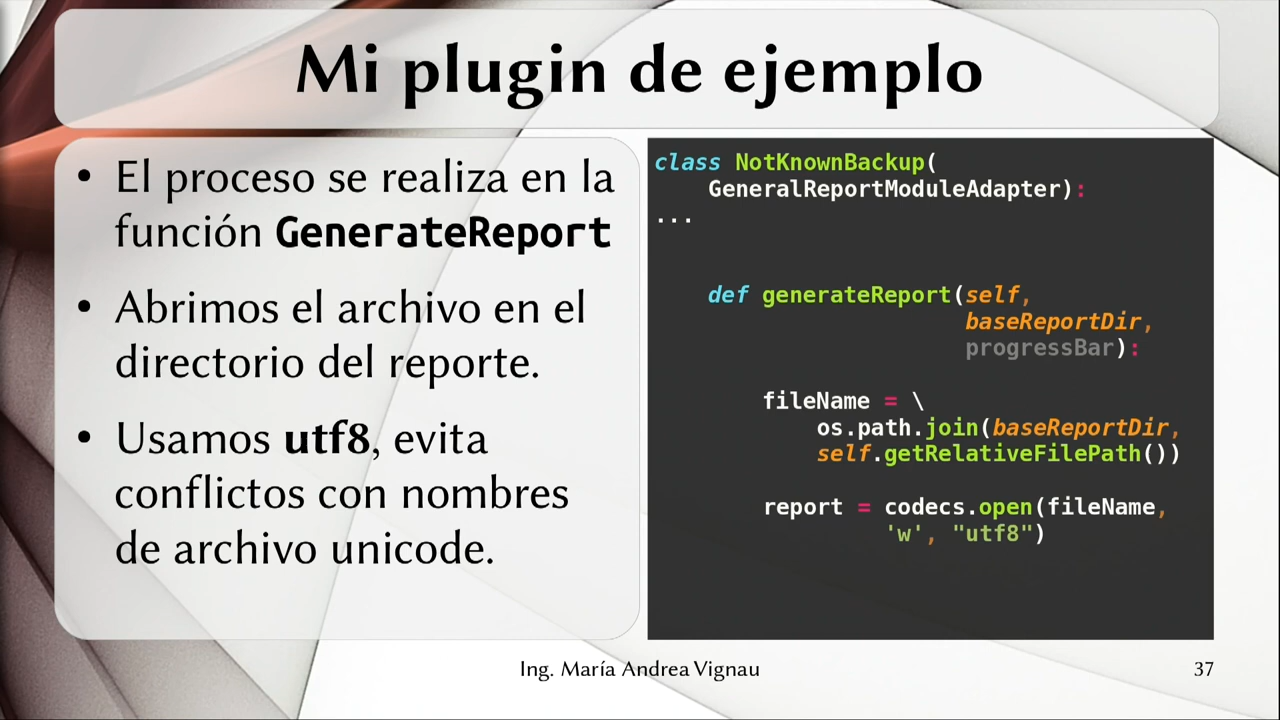 Mi plugin de ejemplo
• El proceso se realiza en la
función GenerateReport
• Abrimos el archivo en el
directorio del reporte.
• Usamos utf8, evita
conflictos con nombres
de archivo unicode.
class NotKnownBackup(
    GeneralReportModuleAdapter):
...
    def generateReport(self,
                       baseReportDir,
                       progressBar):
        fileName = \
            os.path.join(baseReportDir,
            self.getRelativeFilePath())
        report = codecs.open(fileName,
                 'w', "utf8")
Ing. María Andrea Vignau
37